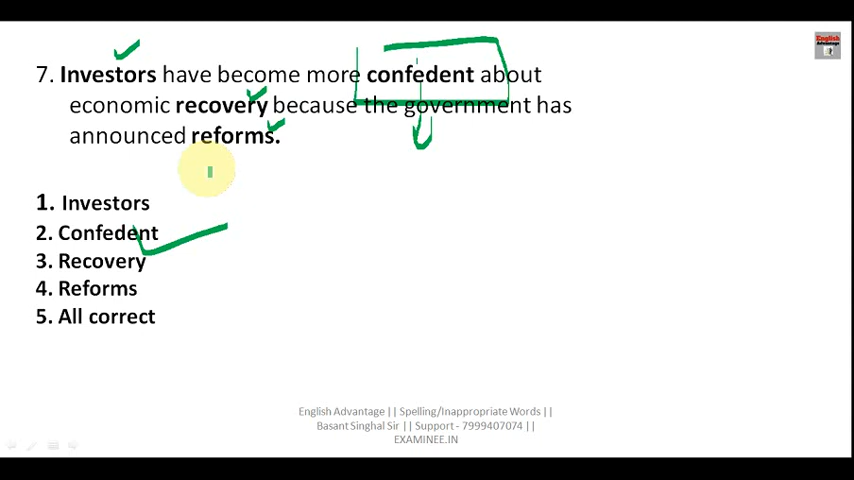 English
Advantage
7. Investors have become more confedent about
economic recovery because the government has
announced reforms.
1. Investors
2. Confedent
3. Recovery
4. Reforms
5. All correct
English Advantage || Spelling/Inappropriate Words ||
Basant Singhal Sir || Support - 7999407074 ||
EXAMINEE.IN